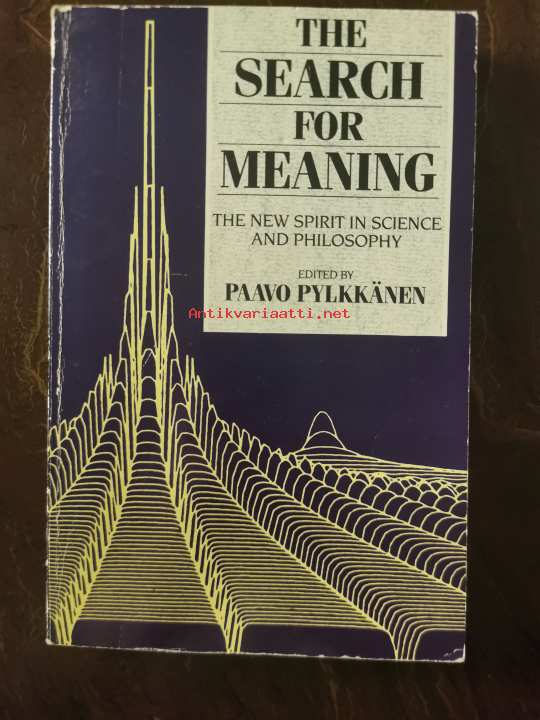 THE
SEARCH
FOR
MEANING
THE NEW SPIRIT IN SCIENCE
AND PHILOSOPHY
EDITED BY
PAAVO PYLKKÄNEN
Antikvariaatti.net